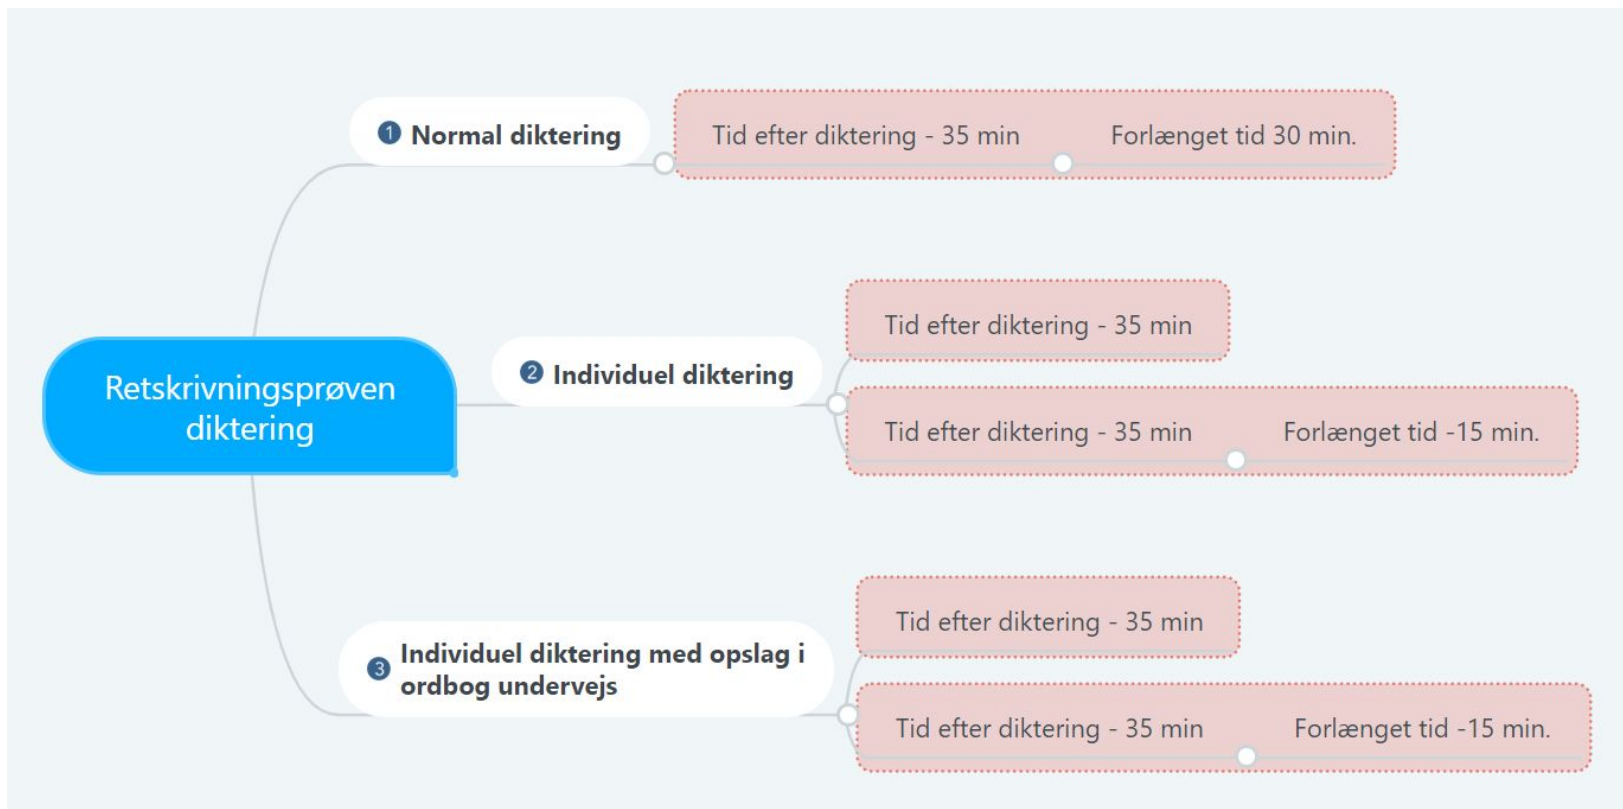 Retskrivningsprøven
diktering
1 Normal diktering
Tid efter diktering - 35 min
Forlænget tid 30 min.
2 Individuel diktering
Tid efter diktering - 35 min
Tid efter diktering - 35 min
Forlænget tid -15 min.
3 Individuel diktering med opslag i
ordbog undervejs
Tid efter diktering - 35 min
Tid efter diktering - 35 min
Forlænget tid -15 min.